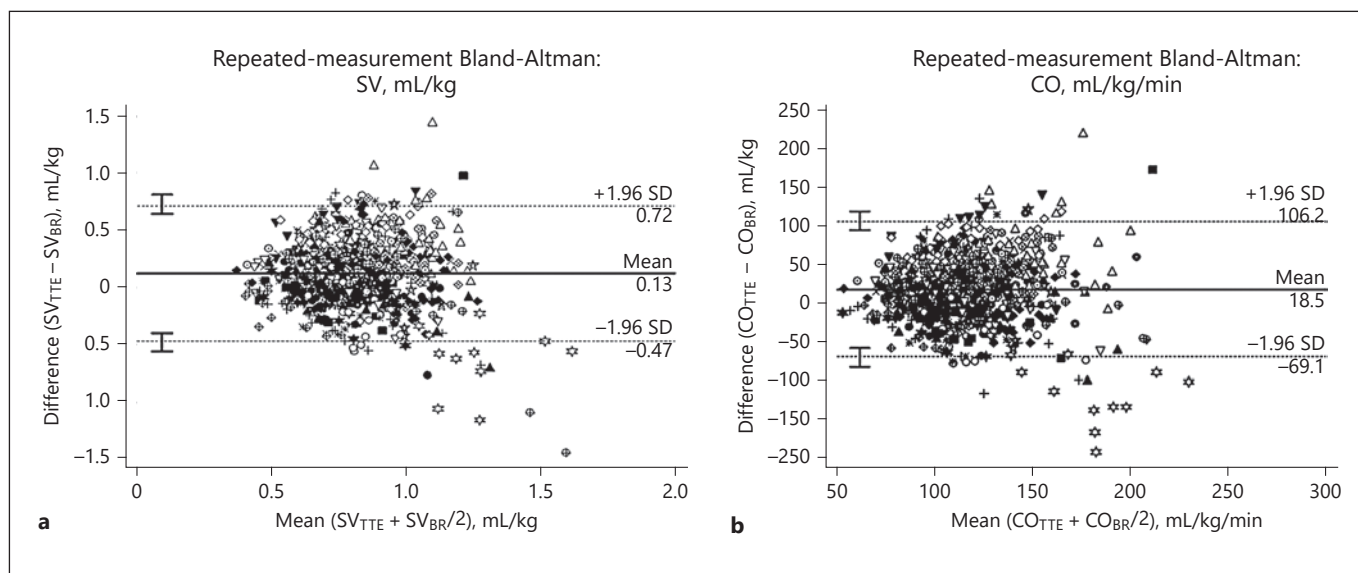 Repeated-measurement Bland-Altman:
SV, mL/kg
1.5
1.0
0.5
0
0.5
1.0
–1.5
Difference (SVTTE – SVBR), mL/kg
+1.96 SD
0.72
Mean
0.13
–1.96 SD
–0.47
0
0.5
1.0
1.5
2.0
Mean (SVTTE + SVBR/2), mL/kg
a
Repeated-measurement Bland-Altman:
CO, mL/kg/min
250
200
150
100
50
0
–50
–100
–150
–200
–250
Difference (COTTE – COBR), mL/kg
+1.96 SD
106.2
Mean
18.5
–1.96 SD
–69.1
50
100
150
200
250
300
Mean (COTTE + COBR/2), mL/kg/min
b